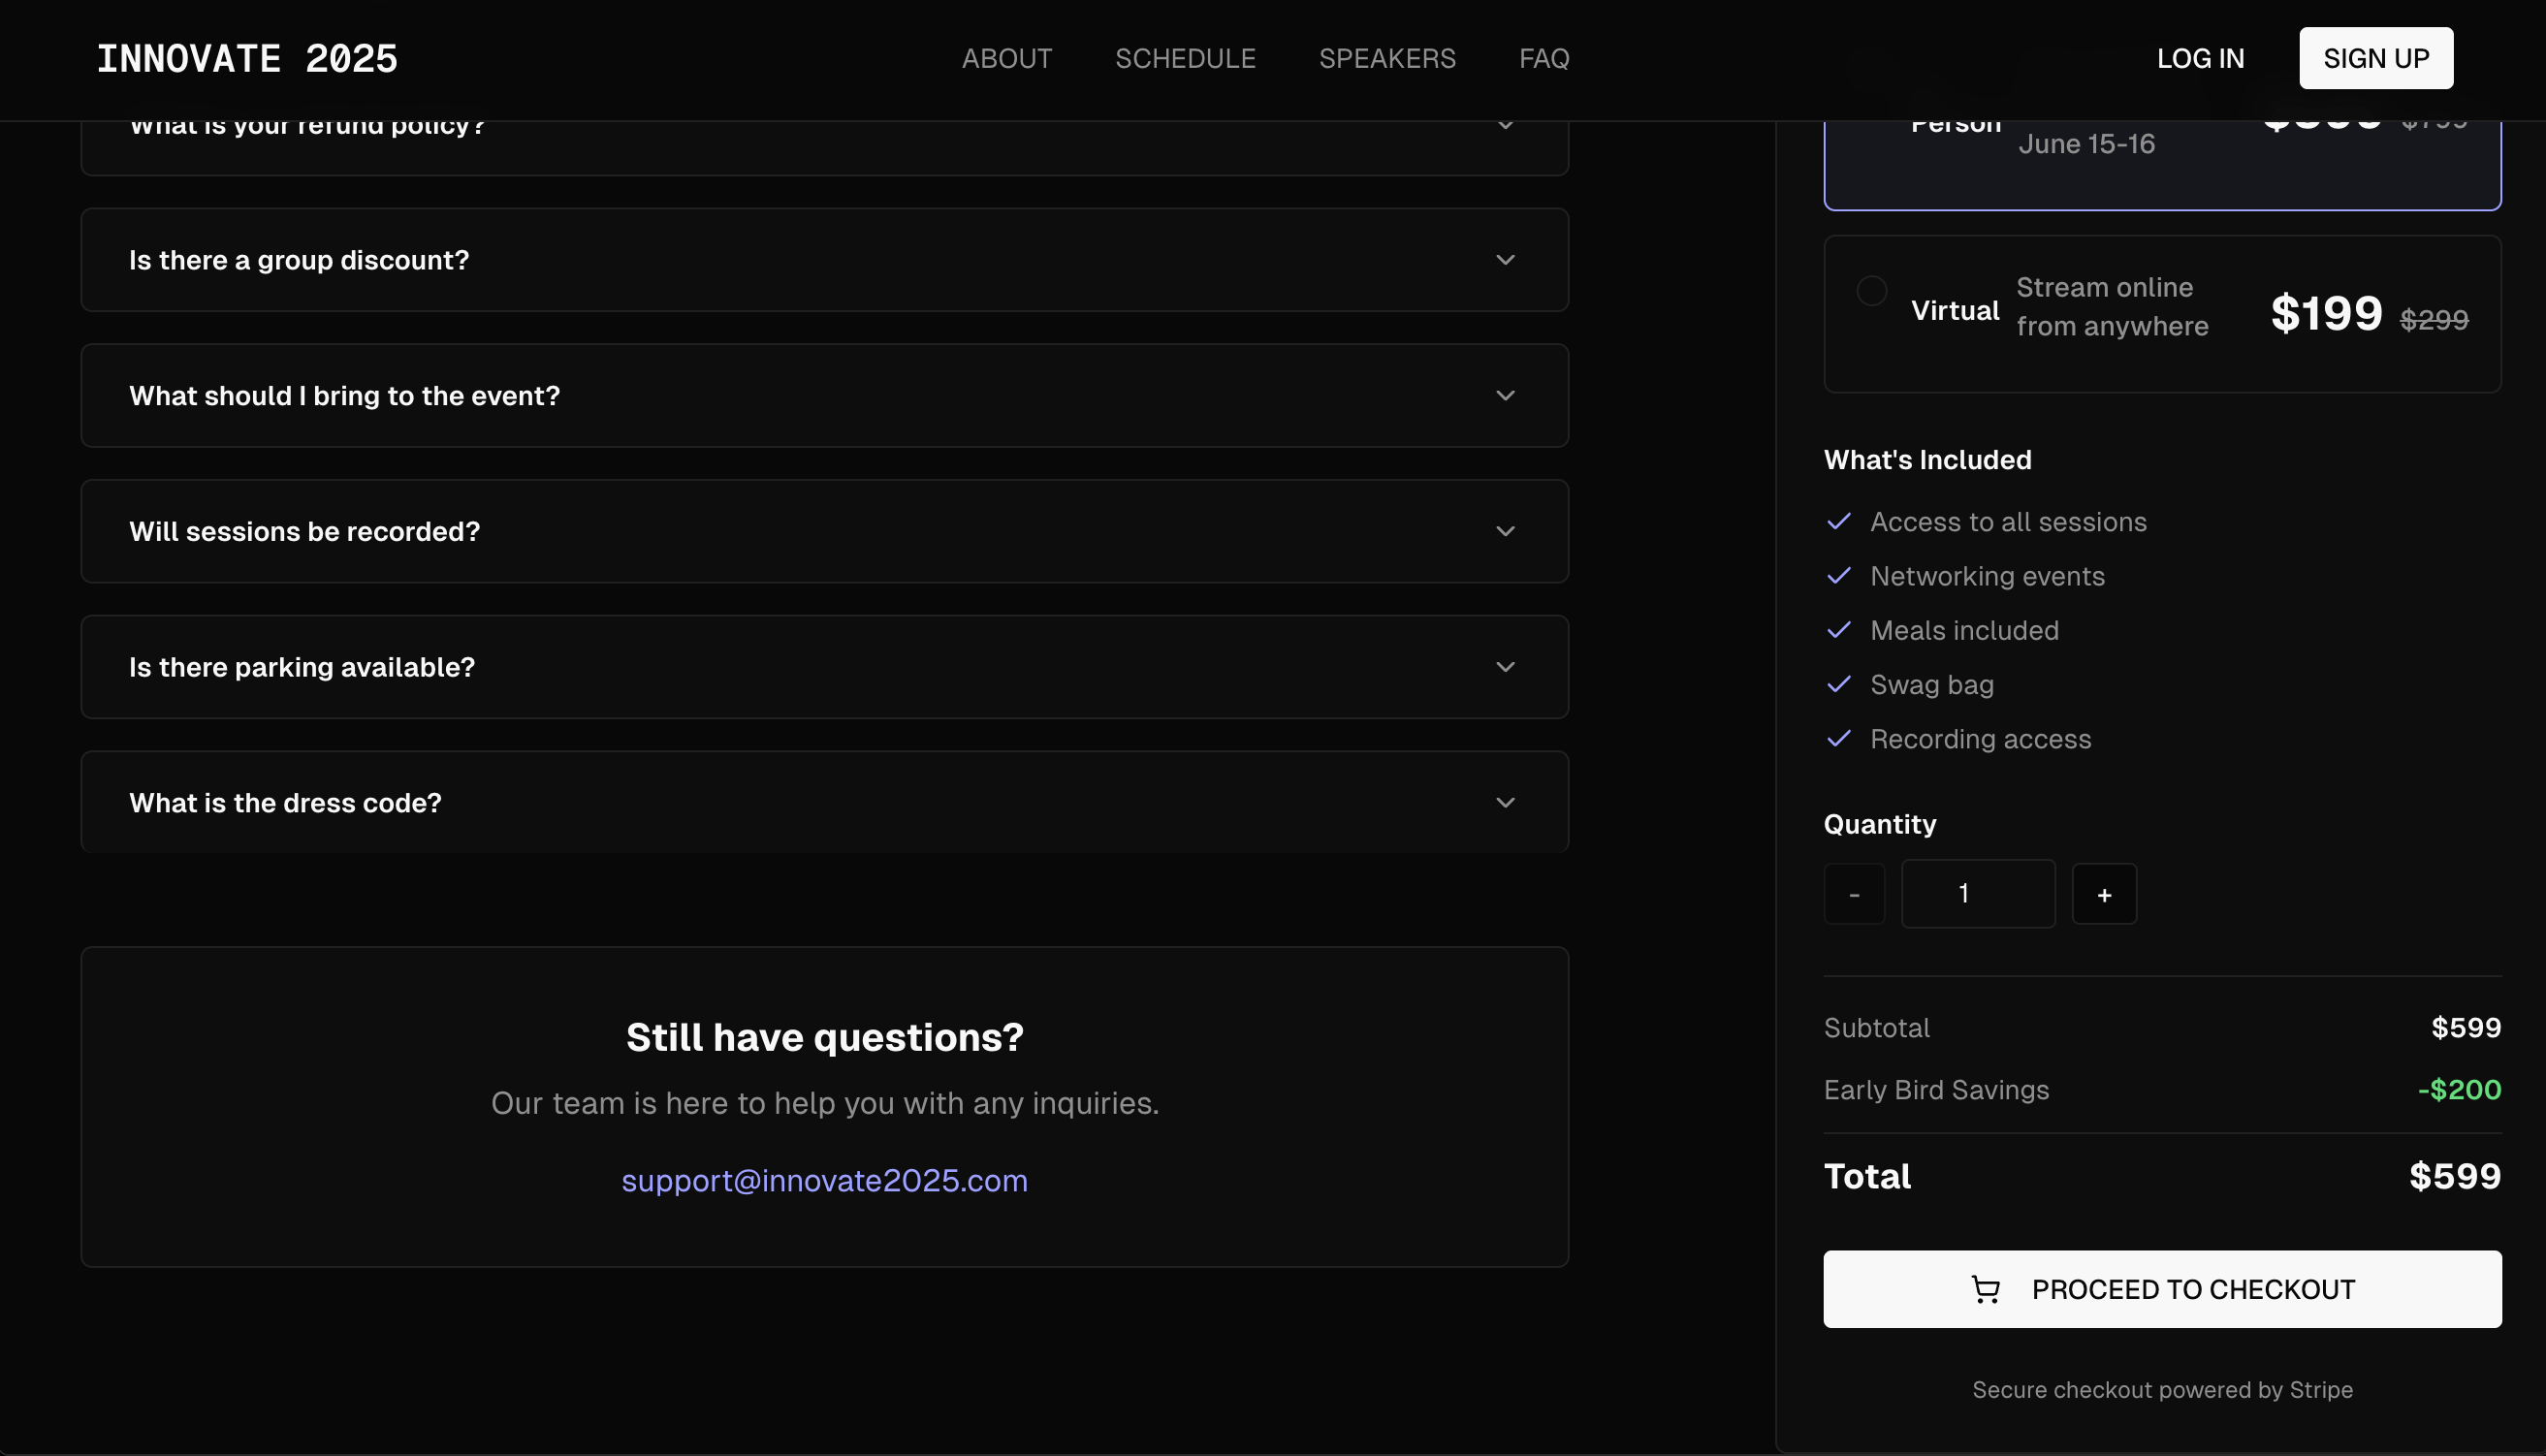 INNOVATE 2025
ABOUT
SCHEDULE
SPEAKERS
FAQ
LOG IN
SIGN UP
What is your refund policy?
Is there a group discount?
What should I bring to the event?
Will sessions be recorded?
Is there parking available?
What is the dress code?
Still have questions?
Our team is here to help you with any inquiries.
support@innovate2025.com
Person
$799
June 15-16
Virtual
Stream online
from anywhere
$199 $299
What's Included
Access to all sessions
Networking events
Meals included
Swag bag
Recording access
Quantity
- 1 +
Subtotal $599
Early Bird Savings -$200
Total $599
PROCEED TO CHECKOUT
Secure checkout powered by Stripe